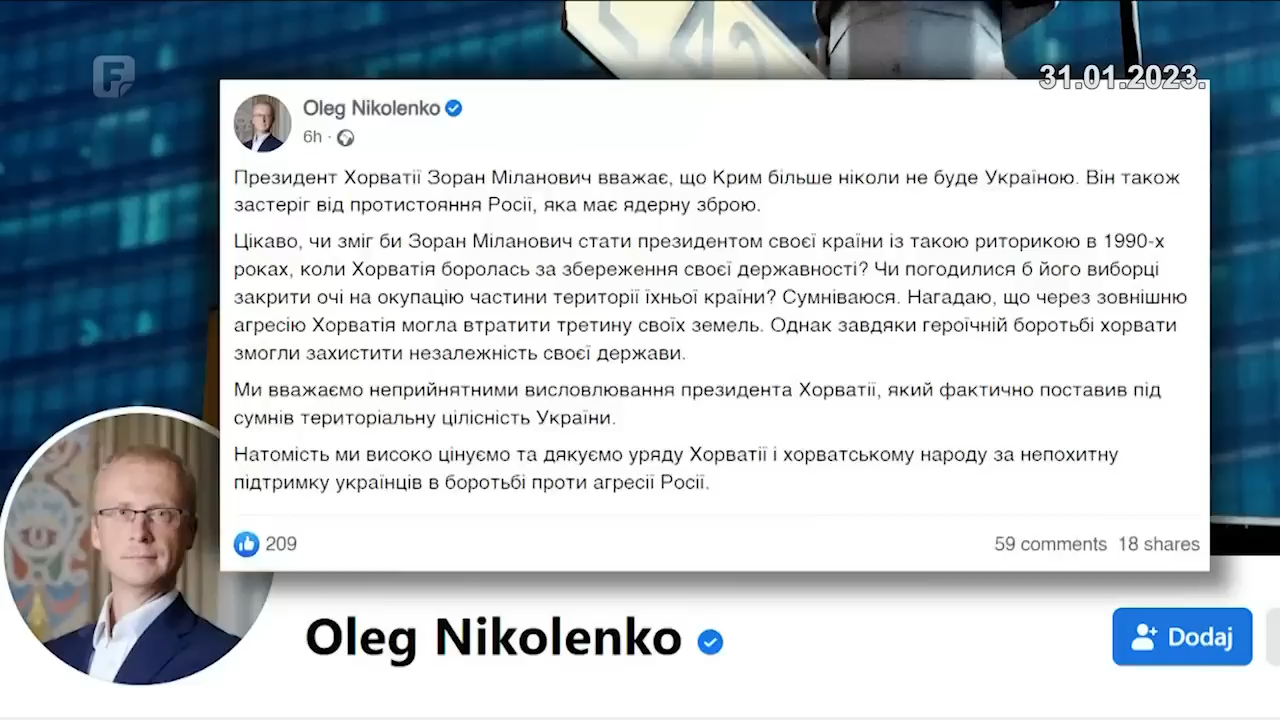 F
31.01.2023.
Oleg Nikolenko
6h ·
Президент Хорватії Зоран Міланович вважає, що Крим більше ніколи не буде Україною. Він також
застеріг від протистояння Росії, яка має ядерну зброю.
Цікаво, чи зміг би Зоран Міланович стати президентом своєї країни із такою риторикою в 1990-х
роках, коли Хорватія боролась за збереження своєї державності? Чи погодилися б його виборці
закрити очі на окупацію частини території їхньої країни? Сумніваюся. Нагадаю, що через зовнішню
агресію Хорватія могла втратити третину своїх земель. Однак завдяки героїчній боротьбі хорвати
змогли захистити незалежність своєї держави.
Ми вважаємо неприйнятними висловлювання президента Хорватії, який фактично поставив під
сумнів територіальну цілісність України.
Натомість ми високо цінуємо та дякуємо уряду Хорватії і хорватському народу за непохитну
підтримку українців в боротьбі проти агресії Росії.
209
59 comments 18 shares
Oleg Nikolenko
Dodaj